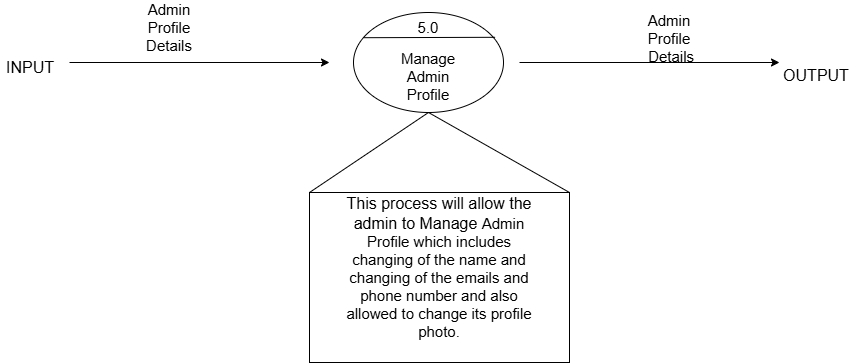 Admin
Profile
Details
INPUT
5.0
Manage
Admin
Profile
Admin
Profile
Details
OUTPUT
This process will allow the
admin to Manage Admin
Profile which includes
changing of the name and
changing of the emails and
phone number and also
allowed to change its profile
photo.